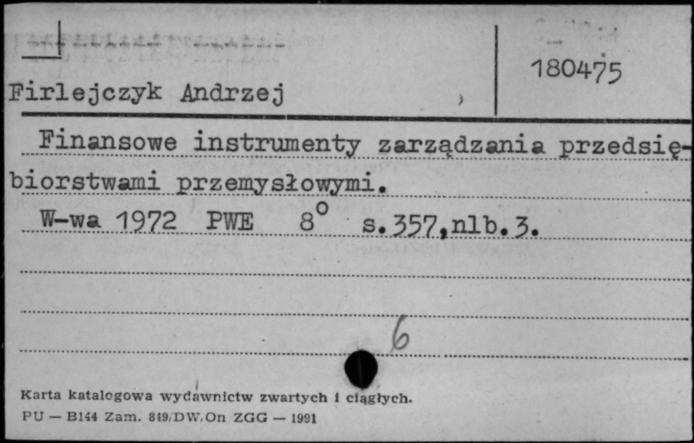 180475
Firlejczyk Andrzej
Finansowe instrumenty zarządzania przedsię-
biorstwami przemysłowymi.
W-wa 1972 PWE 8° s.357,nlb.3.
6
Karta katalogowa wydawnictw zwartych i ciągłych.
PU — B144 Zam. 849/DW.On ZGG — 1991